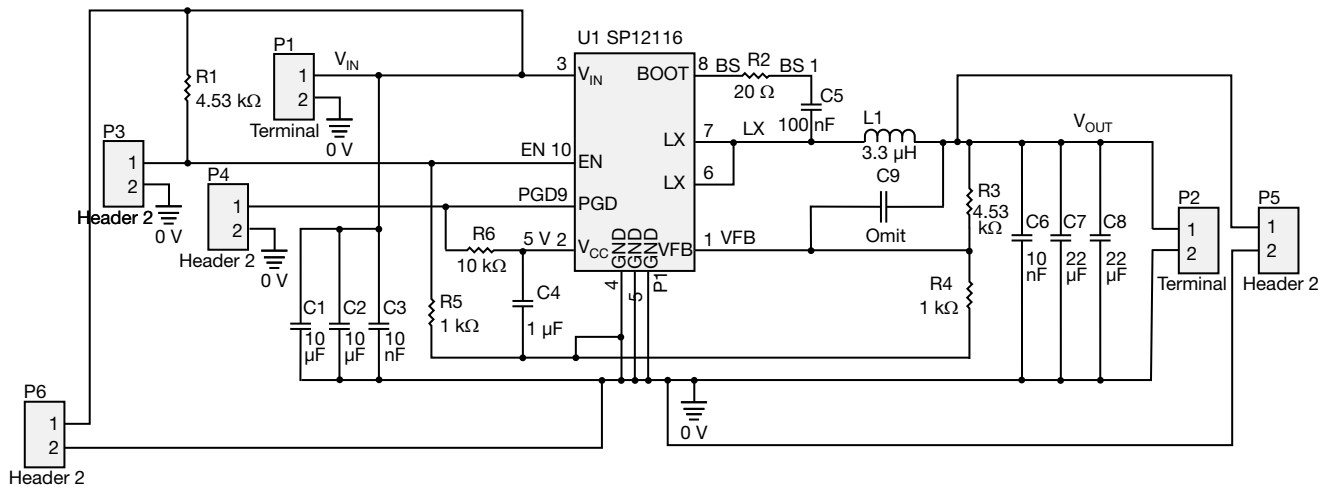 U1 SP12116
P1
1
2
Terminal
0 V
V_IN
R1
4.53 kΩ
3
V_IN
BOOT
8
BS
R2
20 Ω
BS 1
C5
100 nF
LX
7
LX
LX
6
L1
3.3 µH
V_OUT
P3
1
2
Header 2
0 V
EN 10
EN
P4
1
2
Header 2
0 V
PGD9
PGD
R6
10 kΩ
5 V 2
V_CC
GND
GND
GND
VFB
1
VFB
4
5
P1
C9
Omit
R3
4.53
kΩ
R4
1 kΩ
C6
10
nF
C7
22
µF
C8
22
µF
P2
1
2
Terminal
P5
1
2
Header 2
C1
10
µF
C2
10
µF
C3
10
nF
R5
1 kΩ
C4
1 µF
0 V
P6
1
2
Header 2